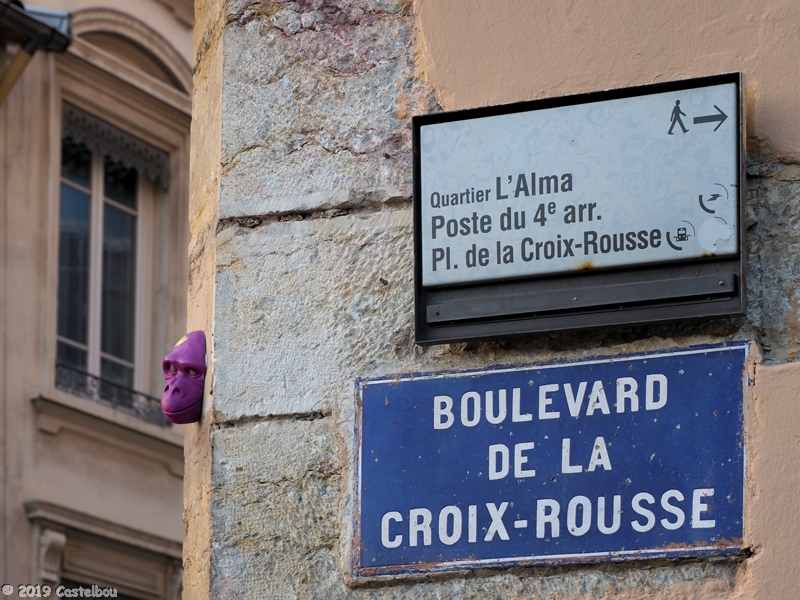 Quartier L'Alma
Poste du 4e arr.
Pl. de la Croix-Rousse
BOULEVARD
DE LA
CROIX-ROUSSE
© 2019 Castelbou